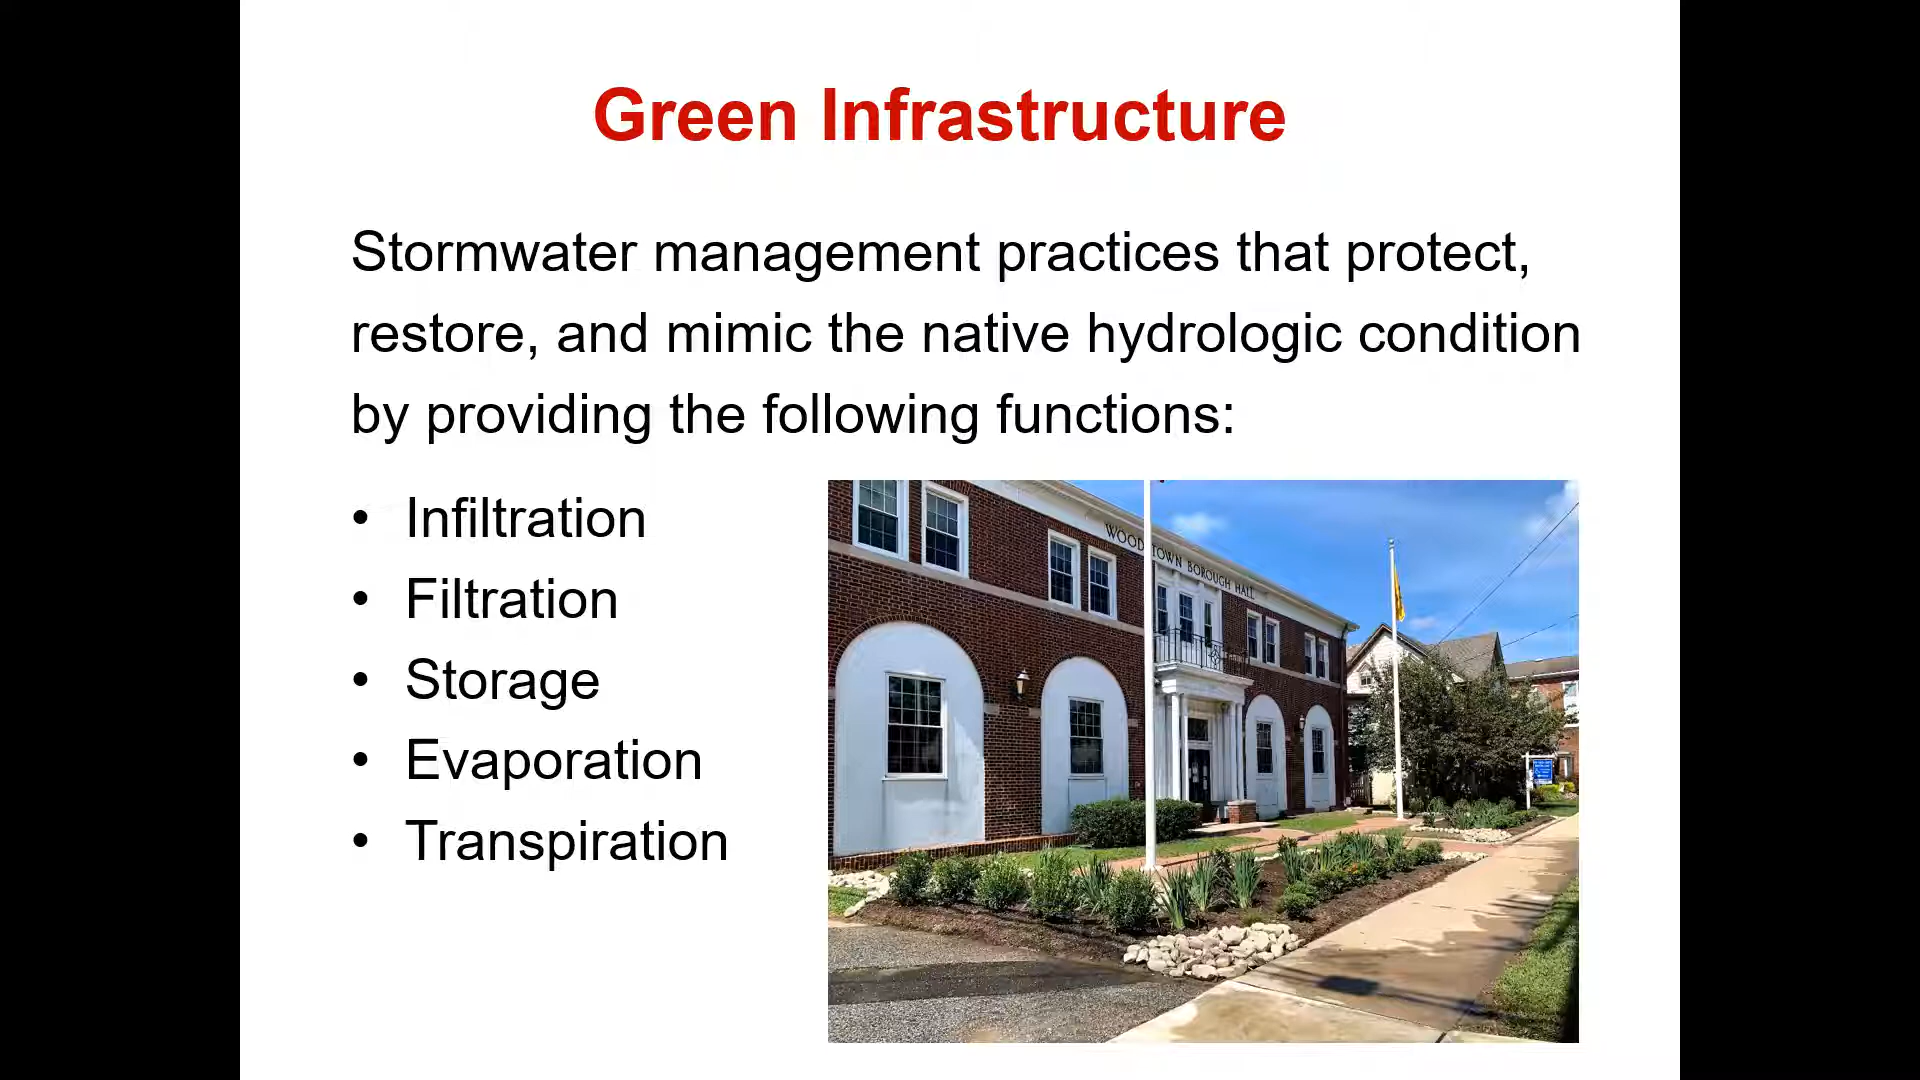 Green Infrastructure
Stormwater management practices that protect,
restore, and mimic the native hydrologic condition
by providing the following functions:
• Infiltration
• Filtration
• Storage
• Evaporation
• Transpiration
WOODSTOWN BOROUGH HALL